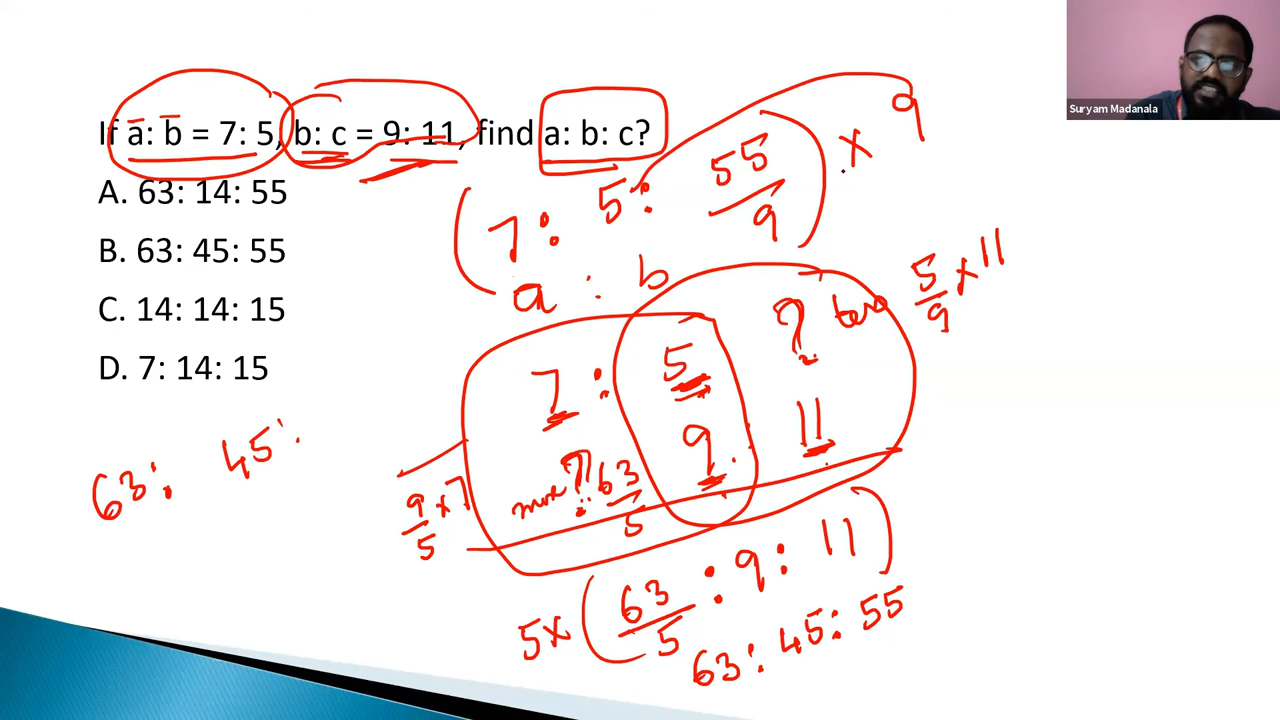 Suryam Madanala
If a: b = 7: 5, b: c = 9: 11, find a: b: c?
A. 63: 14: 55
B. 63: 45: 55
C. 14: 14: 15
D. 7: 14: 15
(7 : 5 : 55/9) × 9
a : b
7 : 5 ? 5/9 × 11
more ? 63/5 9 11
9/5 × 7
63 : 45 :
5 × (63/5 : 9 : 11)
63 : 45 : 55